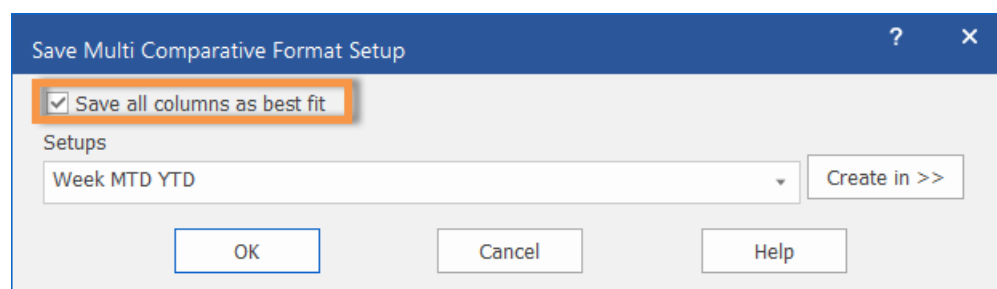 Save Multi Comparative Format Setup ? ×
Save all columns as best fit
Setups
Week MTD YTD
Create in >>
OK Cancel Help